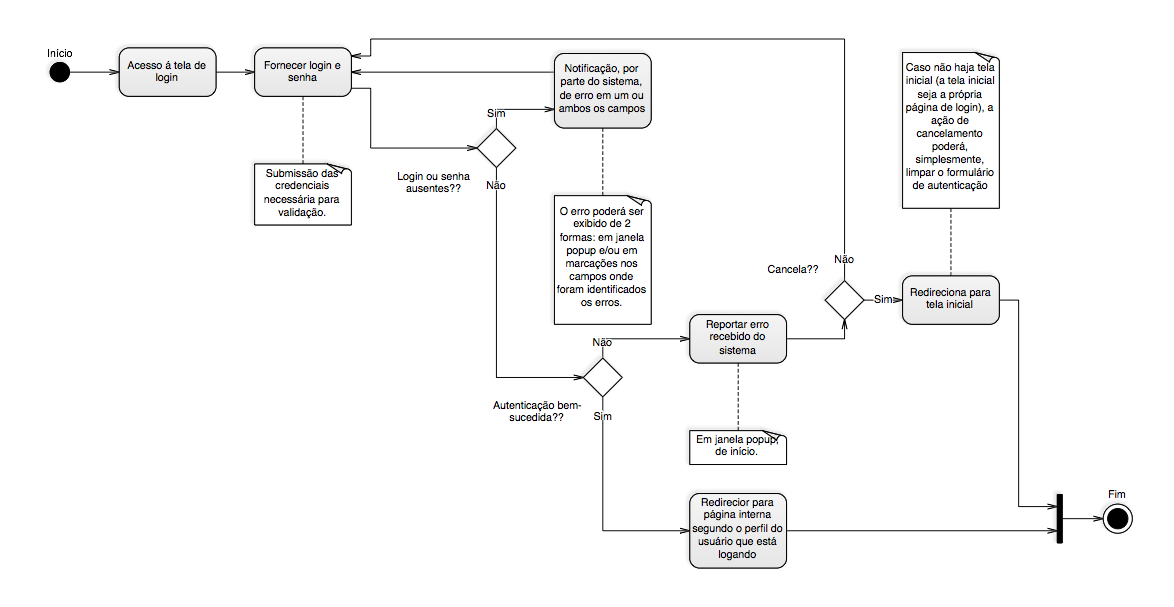 Início
Acesso á tela de
login
Fornecer login e
senha
Submissão das
credenciais
necessária para
validação.
Login ou senha
ausentes??
Sim
Não
Notificação, por
parte do sistema,
de erro em um ou
ambos os campos
O erro poderá ser
exibido de 2
formas: em janela
popup e/ou em
marcações nos
campos onde
foram identificados
os erros.
Autenticação bem-
sucedida??
Não
Sim
Reportar erro
recebido do
sistema
Em janela popup,
de início.
Cancela??
Não
Sim
Caso não haja tela
inicial (a tela inicial
seja a própria
página de login), a
ação de
cancelamento
poderá,
simplesmente,
limpar o formulário
de autenticação
Redireciona para
tela inicial
Redirecior para
página interna
segundo o perfil do
usuário que está
logando
Fim